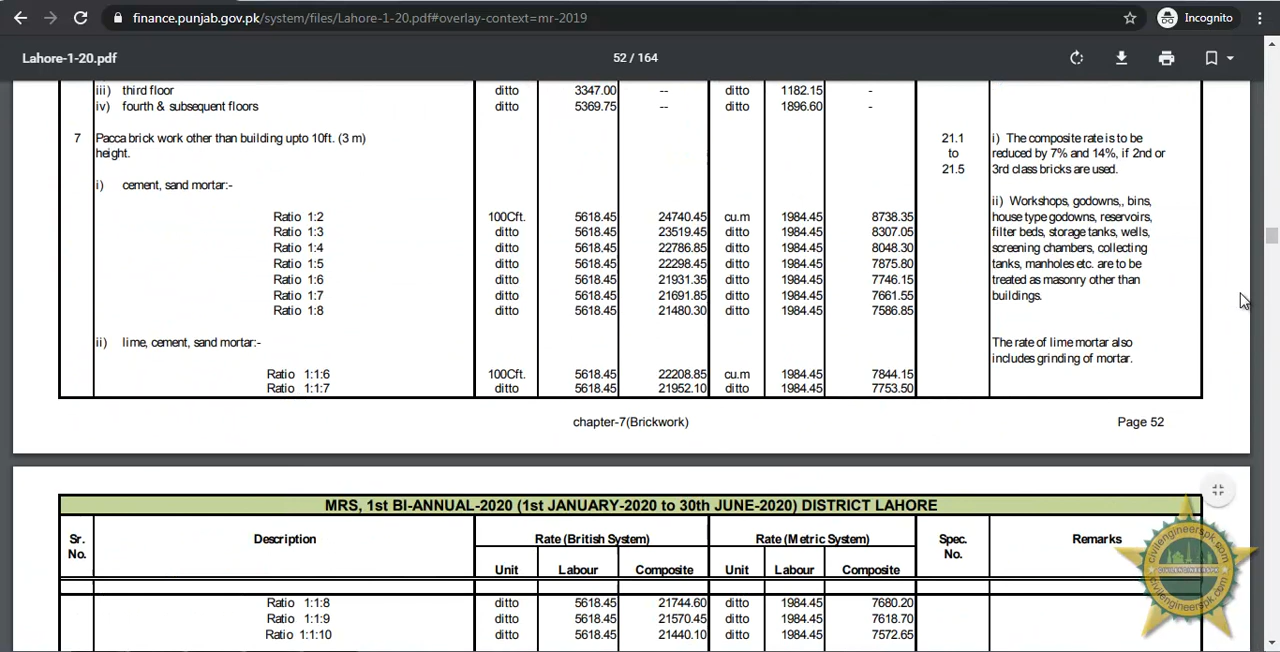 finance.punjab.gov.pk/system/files/Lahore-1-20.pdf#overlay-context=mr-2019 Incognito
Lahore-1-20.pdf 52 / 164
iii) third floor ditto 3347.00 -- ditto 1182.15 -
iv) fourth & subsequent floors ditto 5369.75 -- ditto 1896.60 -
7 Pacca brick work other than building upto 10ft. (3 m) 21.1 i) The composite rate is to be
height. to reduced by 7% and 14%, if 2nd or
21.5 3rd class bricks are used.
i) cement, sand mortar:-
ii) Workshops, godowns,, bins,
Ratio 1:2 100Cft. 5618.45 24740.45 cu.m 1984.45 8738.35 house type godowns, reservoirs,
Ratio 1:3 ditto 5618.45 23519.45 ditto 1984.45 8307.05 filter beds, storage tanks, wells,
Ratio 1:4 ditto 5618.45 22786.85 ditto 1984.45 8048.30 screening chambers, collecting
Ratio 1:5 ditto 5618.45 22298.45 ditto 1984.45 7875.80 tanks, manholes etc. are to be
Ratio 1:6 ditto 5618.45 21931.35 ditto 1984.45 7746.15 treated as masonry other than
Ratio 1:7 ditto 5618.45 21691.85 ditto 1984.45 7661.55 buildings.
Ratio 1:8 ditto 5618.45 21480.30 ditto 1984.45 7586.85
ii) lime, cement, sand mortar:- The rate of lime mortar also
includes grinding of mortar.
Ratio 1:1:6 100Cft. 5618.45 22208.85 cu.m 1984.45 7844.15
Ratio 1:1:7 ditto 5618.45 21952.10 ditto 1984.45 7753.50
chapter-7(Brickwork) Page 52
MRS, 1st BI-ANNUAL-2020 (1st JANUARY-2020 to 30th JUNE-2020) DISTRICT LAHORE
Sr. No. Description Rate (British System) Rate (Metric System) Spec. No. Remarks
Unit Labour Composite Unit Labour Composite
Ratio 1:1:8 ditto 5618.45 21744.60 ditto 1984.45 7680.20
Ratio 1:1:9 ditto 5618.45 21570.45 ditto 1984.45 7618.70
Ratio 1:1:10 ditto 5618.45 21440.10 ditto 1984.45 7572.65
civilengineerspk.com
CIVILENGINEERSPK
civilengineerspk.com